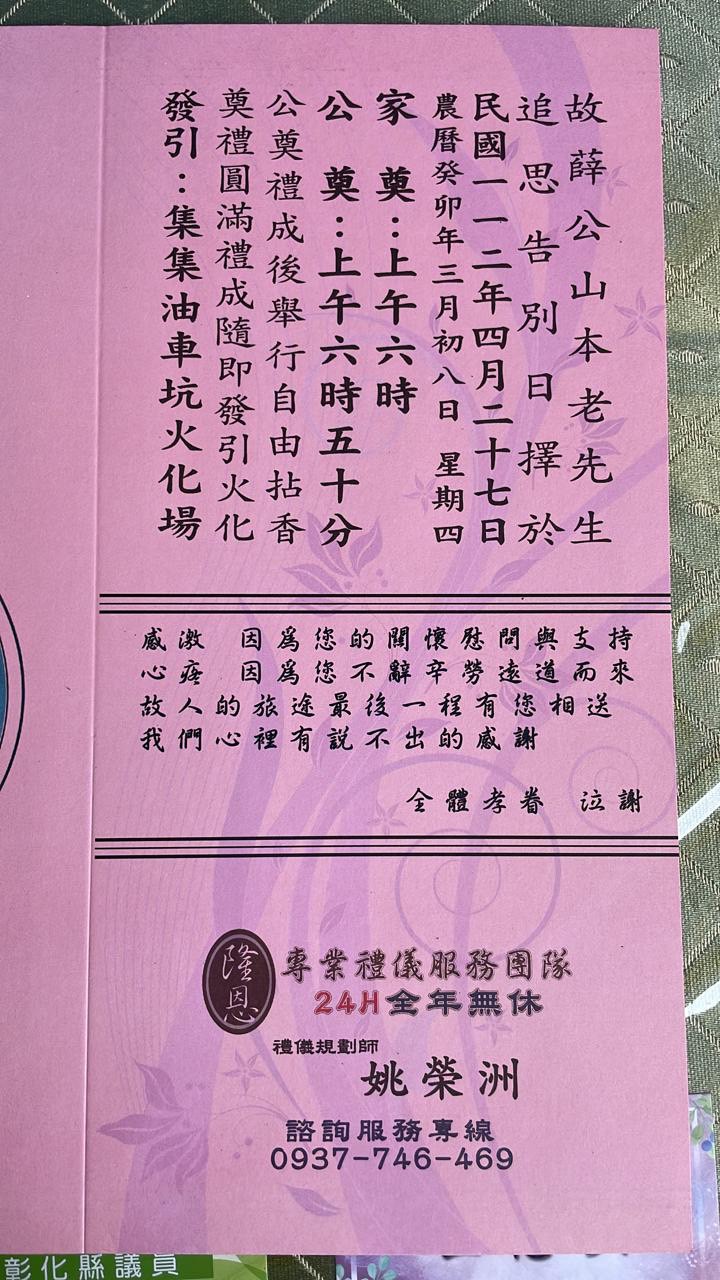 故薛公山本老先生
追思告別日擇於
民國一一二年四月二十七日
農曆癸卯年三月初八日 星期四
家 奠：上午六時
公 奠：上午六時五十分
公奠禮成後舉行自由拈香
奠禮圓滿禮成隨即發引火化
發引：集集油車坑火化場
感激 因為您的關懷慰問與支持
心疼 因為您不辭辛勞遠道而來
故人的旅途最後一程有您相送
我們心裡有說不出的感謝
全體孝眷 泣謝
隆恩
專業禮儀服務團隊
24H全年無休
禮儀規劃師
姚榮洲
諮詢服務專線
0937-746-469
彰化縣議員